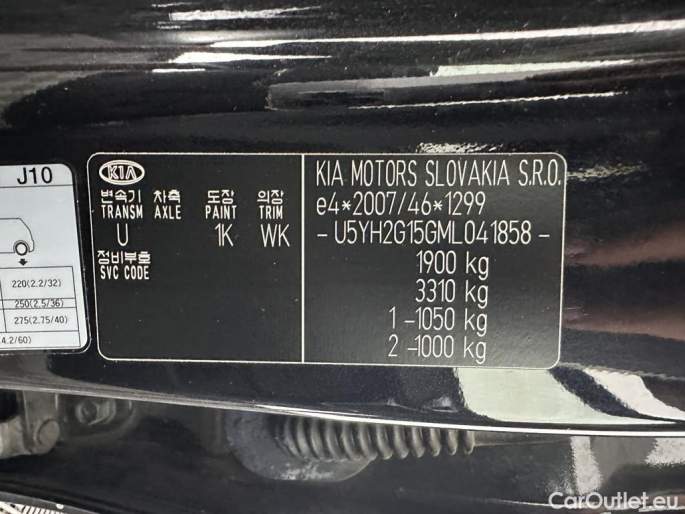 J10
220(2.2/32)
250(2.5/36)
275(2.75/40)
4.2/60)
KIA
변속기 차축 도장 의장
TRANSM AXLE PAINT TRIM
U 1K WK
정비부호
SVC CODE
KIA MOTORS SLOVAKIA S.R.O.
e4*2007/46*1299
- U5YH2G15GML041858 -
1900 kg
3310 kg
1 -1050 kg
2 -1000 kg
CarOutlet.eu